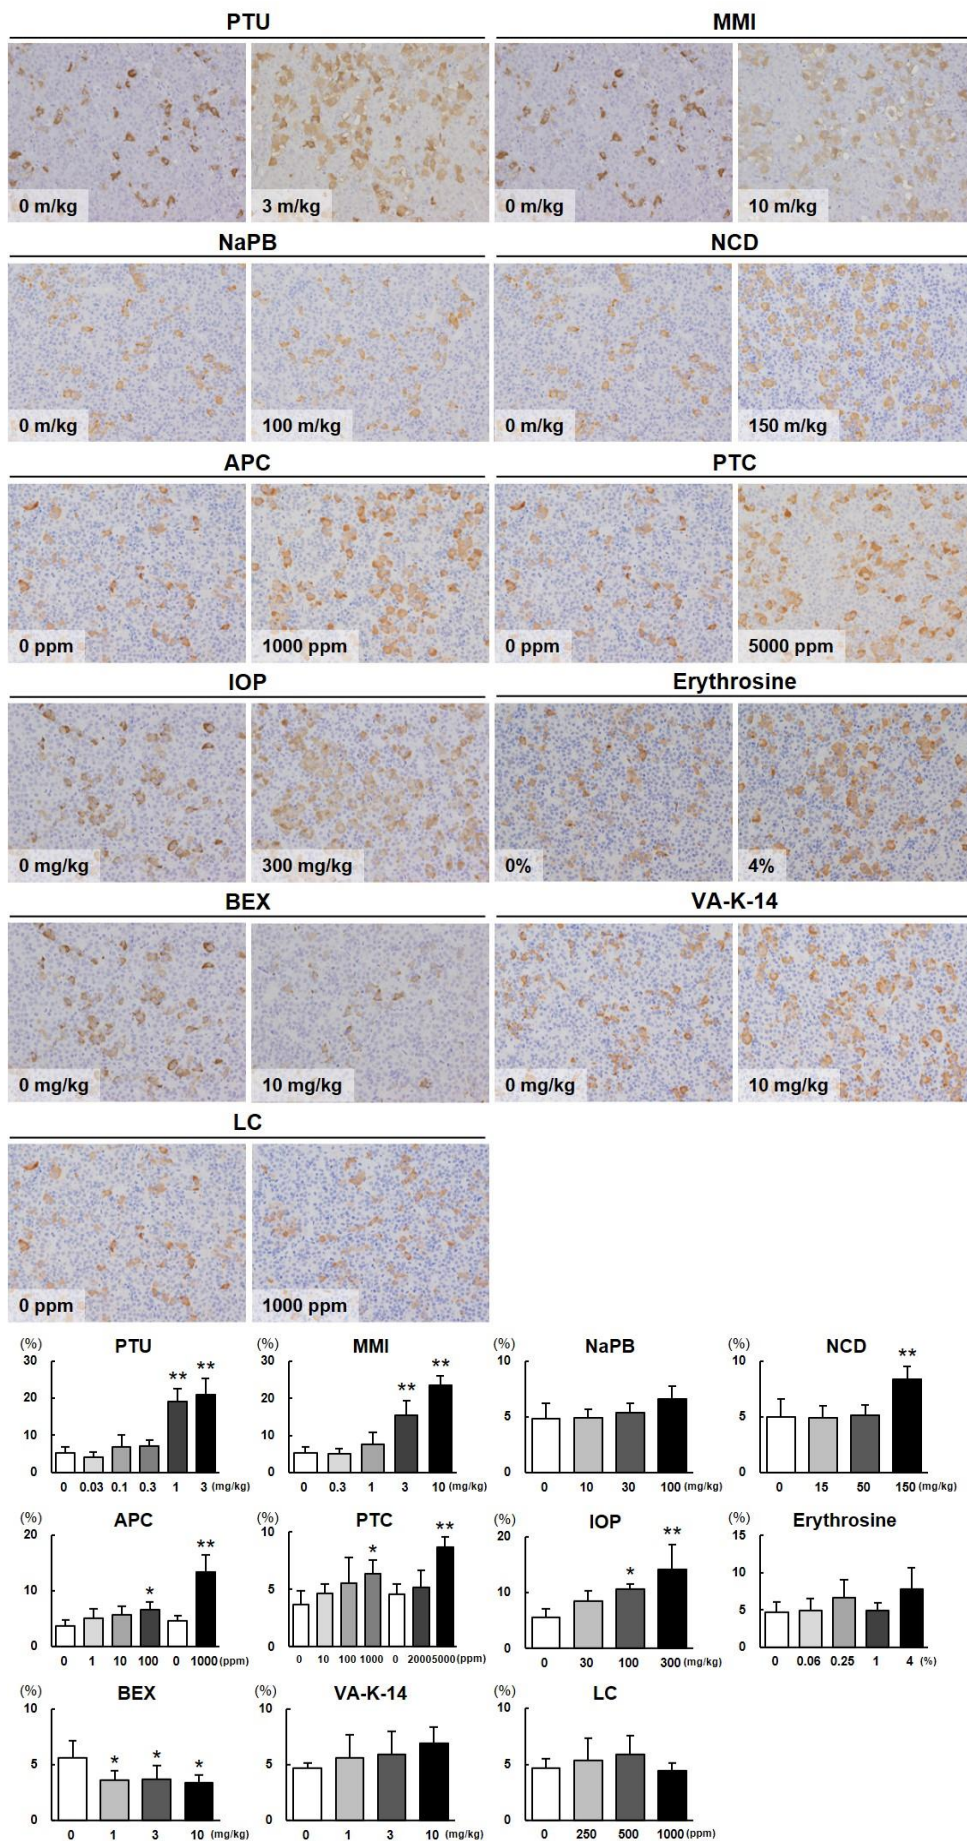 PTU MMI
0 m/kg 3 m/kg 0 m/kg 10 m/kg
NaPB NCD
0 m/kg 100 m/kg 0 m/kg 150 m/kg
APC PTC
0 ppm 1000 ppm 0 ppm 5000 ppm
IOP Erythrosine
0 mg/kg 300 mg/kg 0% 4%
BEX VA-K-14
0 mg/kg 10 mg/kg 0 mg/kg 10 mg/kg
LC
0 ppm 1000 ppm
(%) PTU
30
20
10
0
** **
0 0.03 0.1 0.3 1 3 (mg/kg)
(%) MMI
30
20
10
0
** **
0 0.3 1 3 10 (mg/kg)
(%) NaPB
10
5
0
0 10 30 100 (mg/kg)
(%) NCD
10
5
0
**
0 15 50 150 (mg/kg)
(%) APC
20
10
0
* **
0 1 10 100 0 1000 (ppm)
(%) PTC
10
5
0
* **
0 10 100 1000 0 2000 5000 (ppm)
(%) IOP
20
10
0
* **
0 30 100 300 (mg/kg)
(%) Erythrosine
15
10
5
0
0 0.06 0.25 1 4 (%)
(%) BEX
10
5
0
* * *
0 1 3 10 (mg/kg)
(%) VA-K-14
10
5
0
0 1 3 10 (mg/kg)
(%) LC
10
5
0
0 250 500 1000 (ppm)